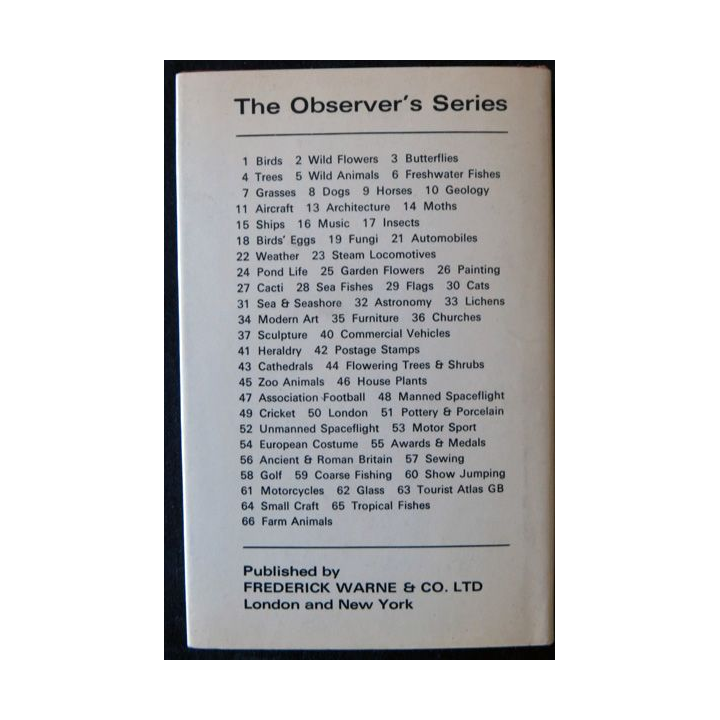 The Observer's Series
1 Birds 2 Wild Flowers 3 Butterflies
4 Trees 5 Wild Animals 6 Freshwater Fishes
7 Grasses 8 Dogs 9 Horses 10 Geology
11 Aircraft 13 Architecture 14 Moths
15 Ships 16 Music 17 Insects
18 Birds' Eggs 19 Fungi 21 Automobiles
22 Weather 23 Steam Locomotives
24 Pond Life 25 Garden Flowers 26 Painting
27 Cacti 28 Sea Fishes 29 Flags 30 Cats
31 Sea & Seashore 32 Astronomy 33 Lichens
34 Modern Art 35 Furniture 36 Churches
37 Sculpture 40 Commercial Vehicles
41 Heraldry 42 Postage Stamps
43 Cathedrals 44 Flowering Trees & Shrubs
45 Zoo Animals 46 House Plants
47 Association Football 48 Manned Spaceflight
49 Cricket 50 London 51 Pottery & Porcelain
52 Unmanned Spaceflight 53 Motor Sport
54 European Costume 55 Awards & Medals
56 Ancient & Roman Britain 57 Sewing
58 Golf 59 Coarse Fishing 60 Show Jumping
61 Motorcycles 62 Glass 63 Tourist Atlas GB
64 Small Craft 65 Tropical Fishes
66 Farm Animals
Published by
FREDERICK WARNE & CO. LTD
London and New York